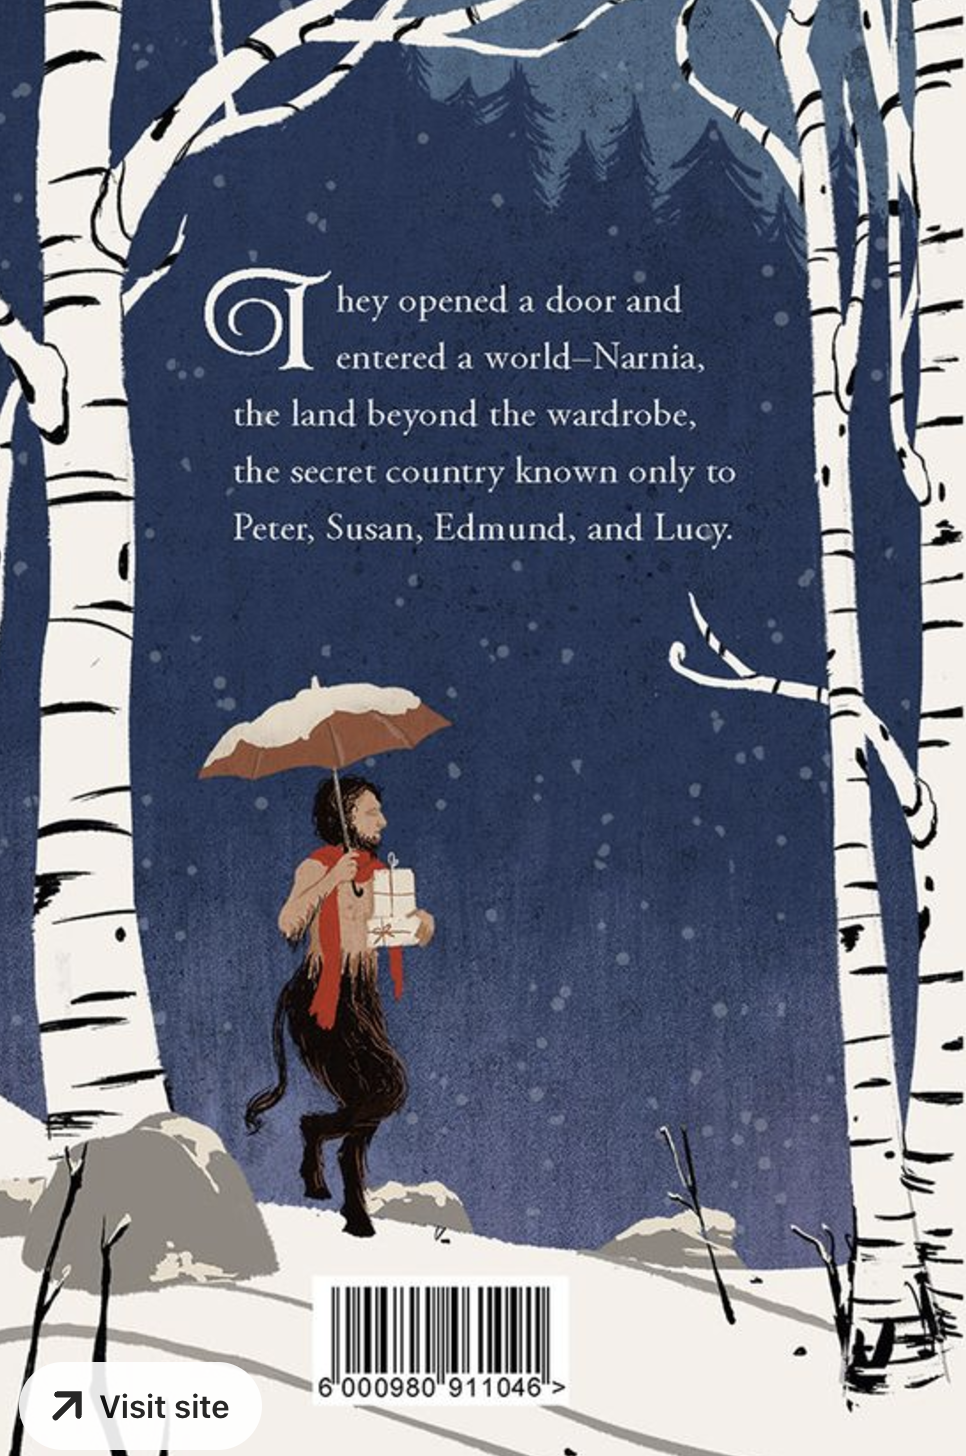 They opened a door and
entered a world–Narnia,
the land beyond the wardrobe,
the secret country known only to
Peter, Susan, Edmund, and Lucy.
6 000980 911046 >
Visit site